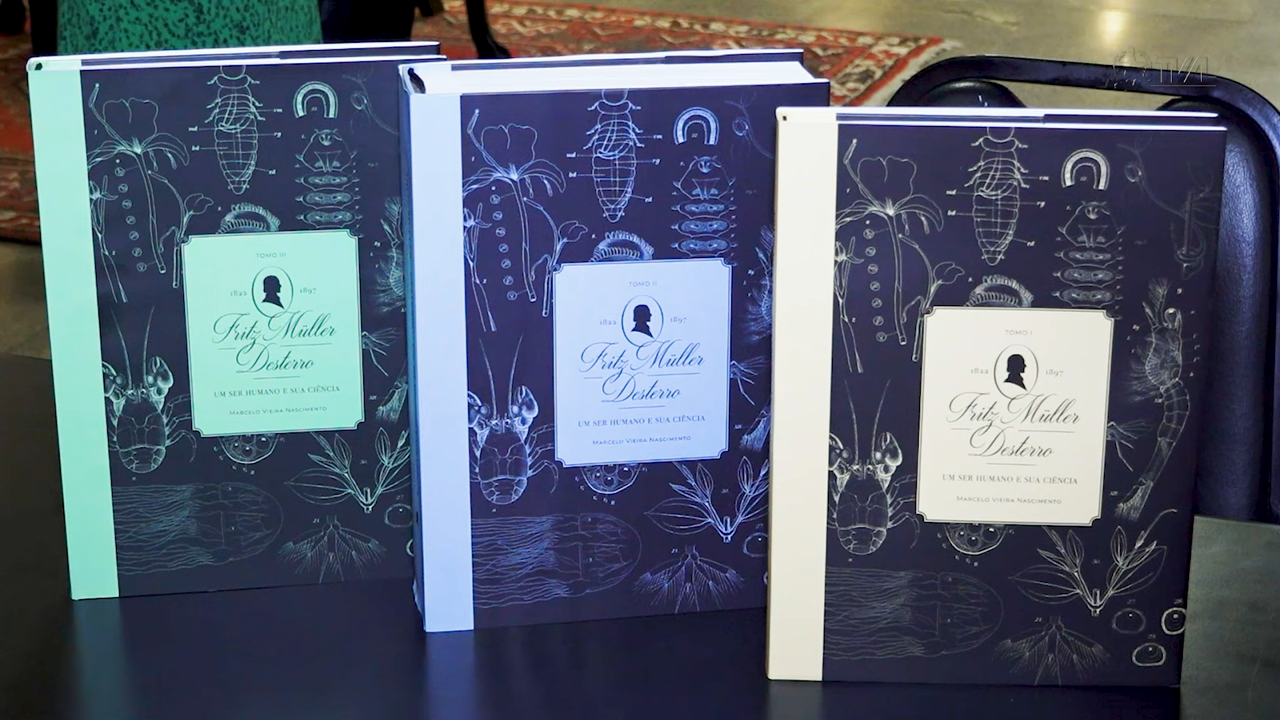 TOMO III
1822 1897
Fritz Müller
Desterro
UM SER HUMANO E SUA CIÊNCIA
MARCELO VIEIRA NASCIMENTO
TOMO II
1822 1897
Fritz Müller
Desterro
UM SER HUMANO E SUA CIÊNCIA
MARCELO VIEIRA NASCIMENTO
TOMO I
1822 1897
Fritz Müller
Desterro
UM SER HUMANO E SUA CIÊNCIA
MARCELO VIEIRA NASCIMENTO